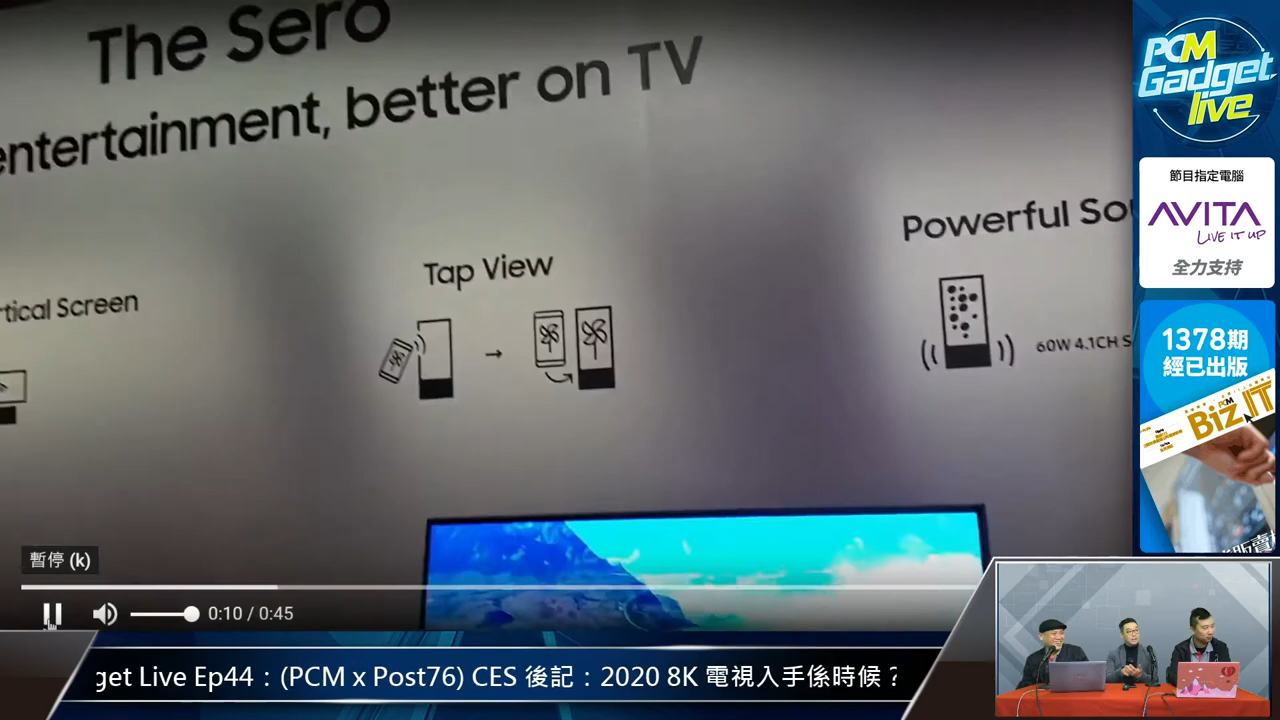 The Sero
entertainment, better on TV
rtical Screen
Tap View
Powerful Sou
60W 4.1CH S
暫停 (k)
0:10 / 0:45
get Live Ep44：(PCM x Post76) CES 後記：2020 8K 電視入手係時候？
PCM
Gadget
live
節目指定電腦
AVITA
LIVE IT UP
全力支持
1378期
經已出版
PCM
BizIT